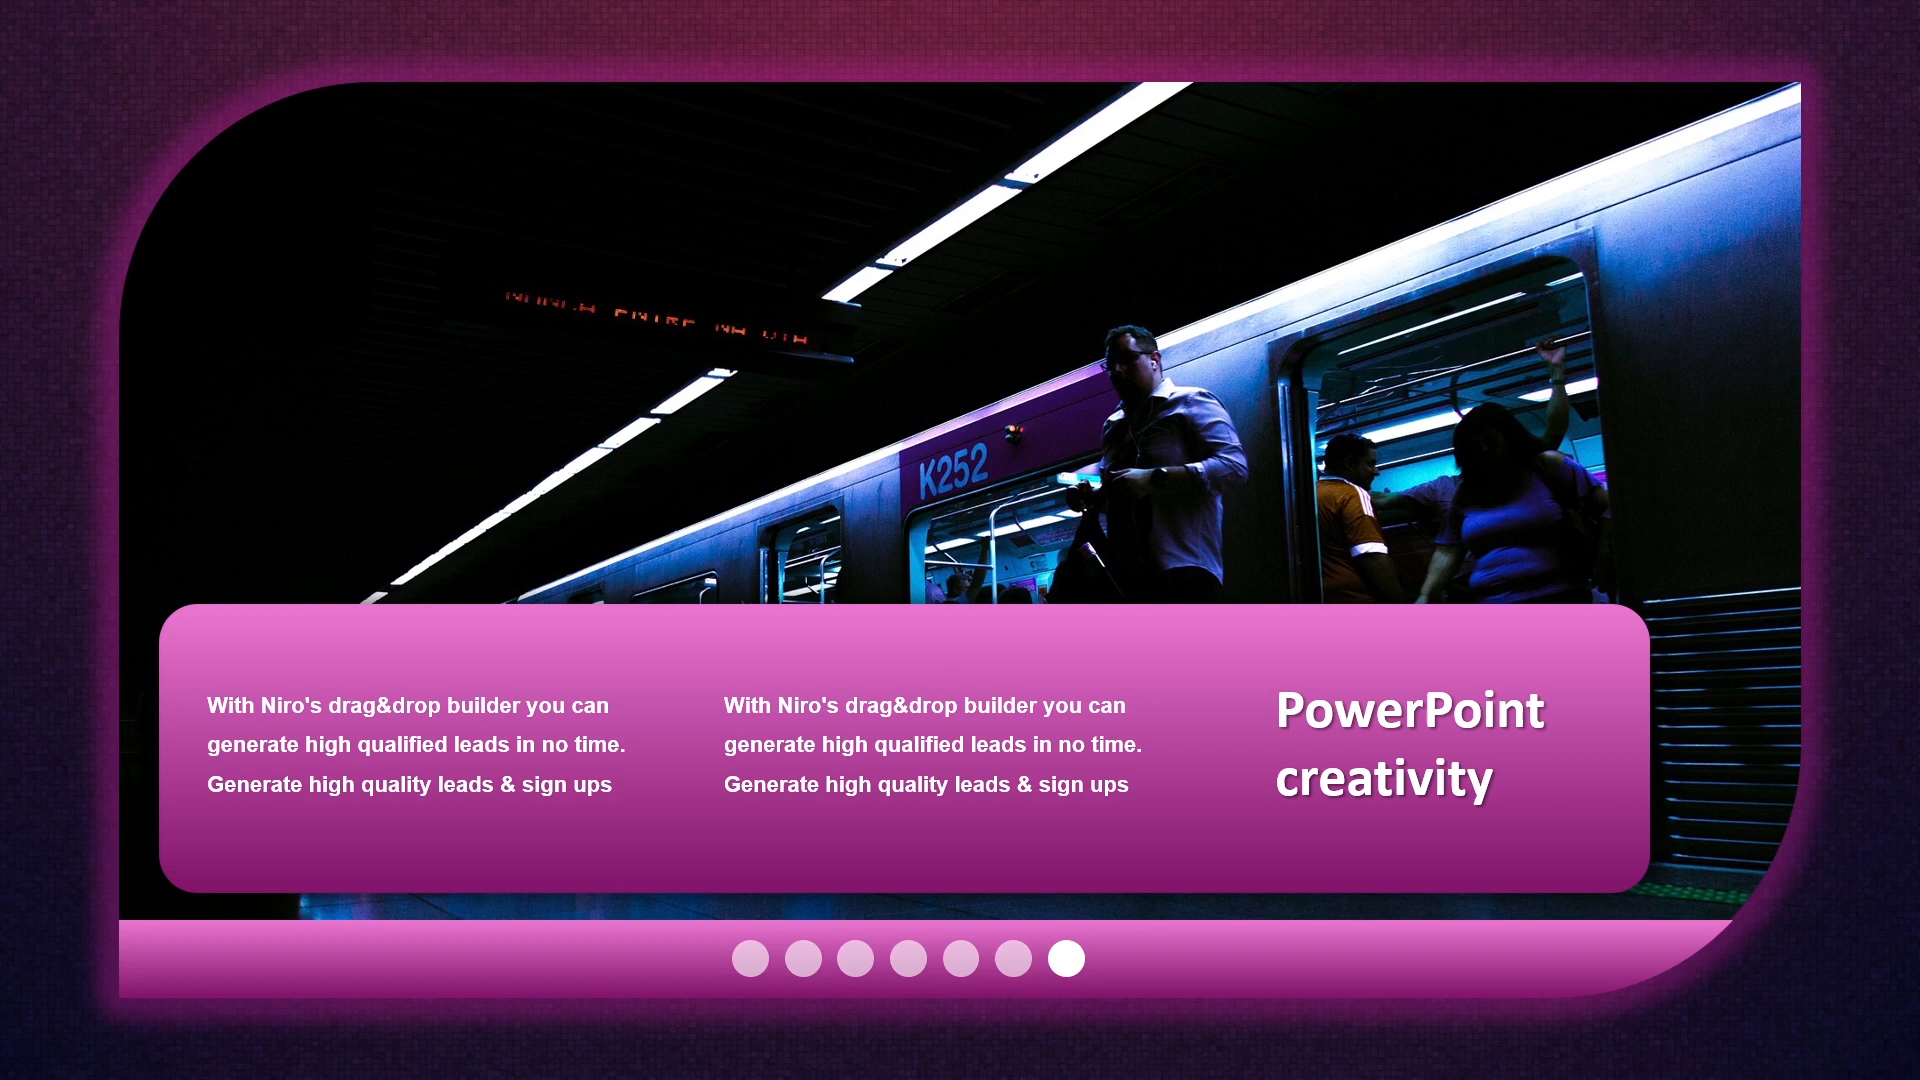 K252
With Niro's drag&drop builder you can
generate high qualified leads in no time.
Generate high quality leads & sign ups
With Niro's drag&drop builder you can
generate high qualified leads in no time.
Generate high quality leads & sign ups
PowerPoint
creativity